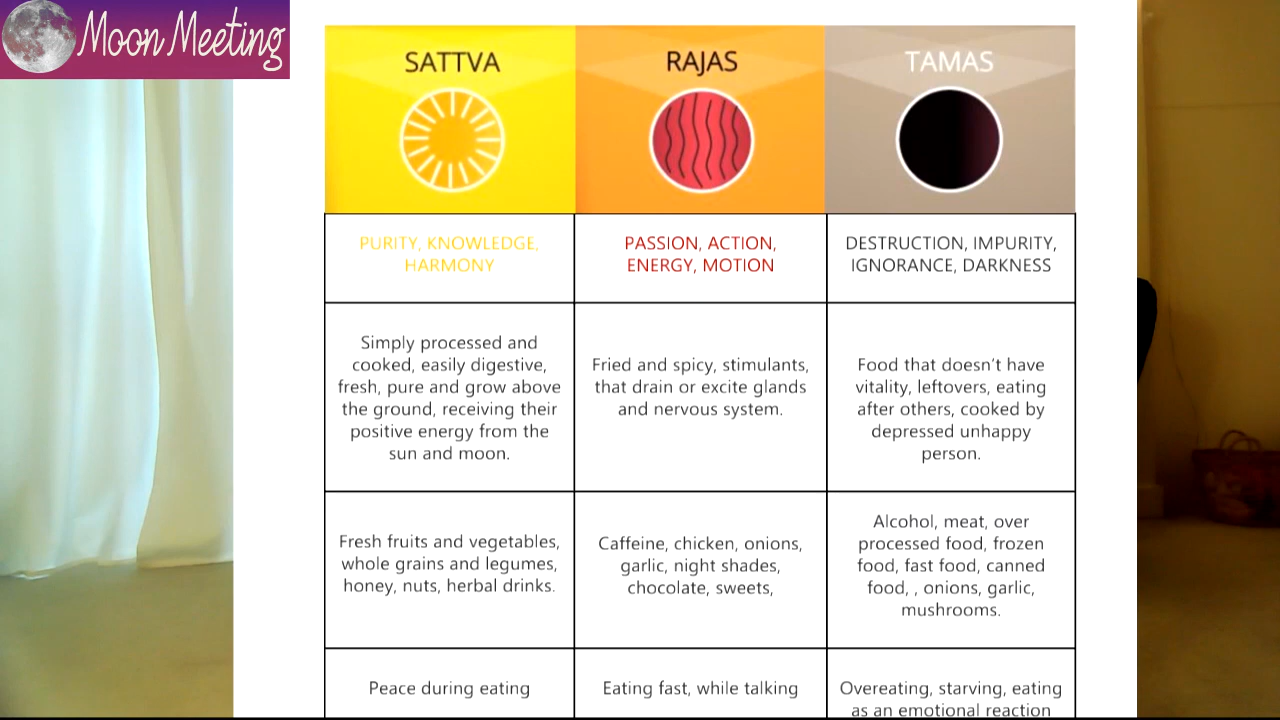 Moon Meeting
SATTVA
RAJAS
TAMAS
PURITY, KNOWLEDGE,
HARMONY
PASSION, ACTION,
ENERGY, MOTION
DESTRUCTION, IMPURITY,
IGNORANCE, DARKNESS
Simply processed and
cooked, easily digestive,
fresh, pure and grow above
the ground, receiving their
positive energy from the
sun and moon.
Fried and spicy, stimulants,
that drain or excite glands
and nervous system.
Food that doesn't have
vitality, leftovers, eating
after others, cooked by
depressed unhappy
person.
Fresh fruits and vegetables,
whole grains and legumes,
honey, nuts, herbal drinks.
Caffeine, chicken, onions,
garlic, night shades,
chocolate, sweets,
Alcohol, meat, over
processed food, frozen
food, fast food, canned
food, , onions, garlic,
mushrooms.
Peace during eating
Eating fast, while talking
Overeating, starving, eating
as an emotional reaction